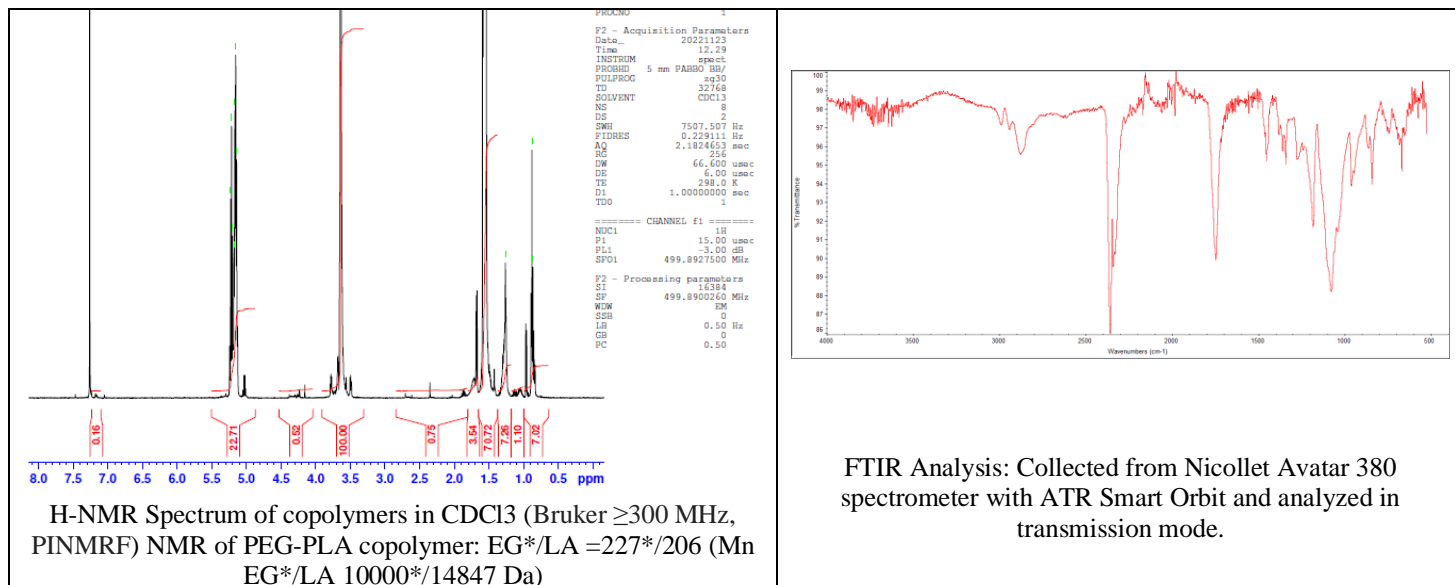 PROCNO 1
F2 - Acquisition Parameters
Date_ 20221123
Time 12.29
INSTRUM spect
PROBHD 5 mm PABBO BB/
PULPROG zg30
TD 32768
SOLVENT CDCl3
NS 8
DS 2
SWH 7507.507 Hz
FIDRES 0.229111 Hz
AQ 2.1824653 sec
RG 256
DW 66.600 usec
DE 6.00 usec
TE 298.0 K
D1 1.00000000 sec
TD0 1
======== CHANNEL f1 ========
NUC1 1H
P1 15.00 usec
PL1 -3.00 dB
SFO1 499.8927500 MHz
F2 - Processing parameters
SI 16384
SF 499.8900260 MHz
WDW EM
SSB 0
LB 0.50 Hz
GB 0
PC 0.50
0.16 22.71 0.52 100.00 0.75 3.54 70.72 7.26 1.10 7.02
8.0 7.5 7.0 6.5 6.0 5.5 5.0 4.5 4.0 3.5 3.0 2.5 2.0 1.5 1.0 0.5 ppm
H-NMR Spectrum of copolymers in CDCl3 (Bruker ≥300 MHz,
PINMRF) NMR of PEG-PLA copolymer: EG*/LA =227*/206 (Mn
EG*/LA 10000*/14847 Da)
100
99
98
97
96
95
94
93
92
91
90
89
88
87
86
% Transmittance
4000 3500 3000 2500 2000 1500 1000 500
Wavenumbers (cm-1)
FTIR Analysis: Collected from Nicollet Avatar 380
spectrometer with ATR Smart Orbit and analyzed in
transmission mode.